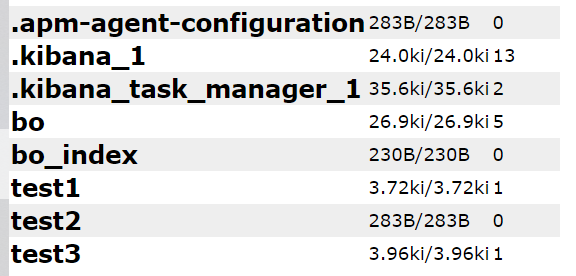 .apm-agent-configuration 283B/283B 0
.kibana_1 24.0ki/24.0ki 13
.kibana_task_manager_1 35.6ki/35.6ki 2
bo 26.9ki/26.9ki 5
bo_index 230B/230B 0
test1 3.72ki/3.72ki 1
test2 283B/283B 0
test3 3.96ki/3.96ki 1